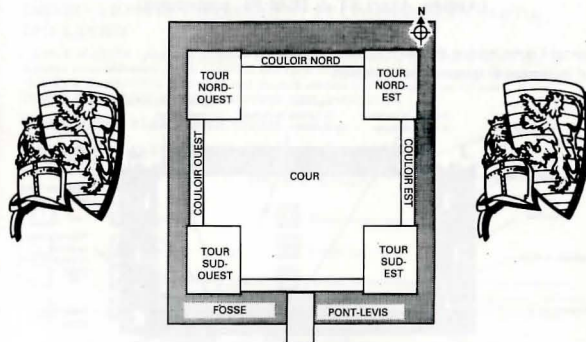 N
COULOIR NORD
TOUR
NORD-
OUEST
TOUR
NORD-
EST
COULOIR OUEST
COUR
COULOIR EST
TOUR
SUD-
OUEST
TOUR
SUD-
EST
FOSSE
PONT-LEVIS